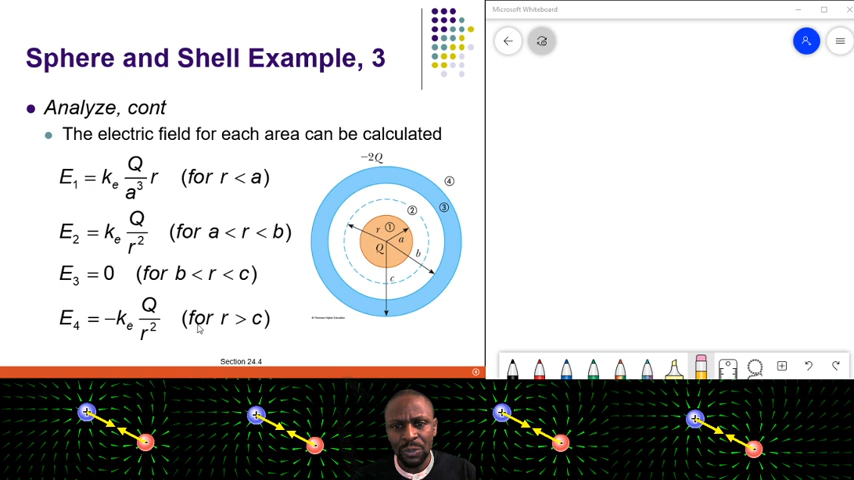 Microsoft Whiteboard
Sphere and Shell Example, 3
Analyze, cont
The electric field for each area can be calculated
E₁ = kₑ Q/a³ r (for r < a)
E₂ = kₑ Q/r² (for a < r < b)
E₃ = 0 (for b < r < c)
E₄ = −kₑ Q/r² (for r > c)
−2Q
④
③
②
①
r
a
Q
b
c
Section 24.4